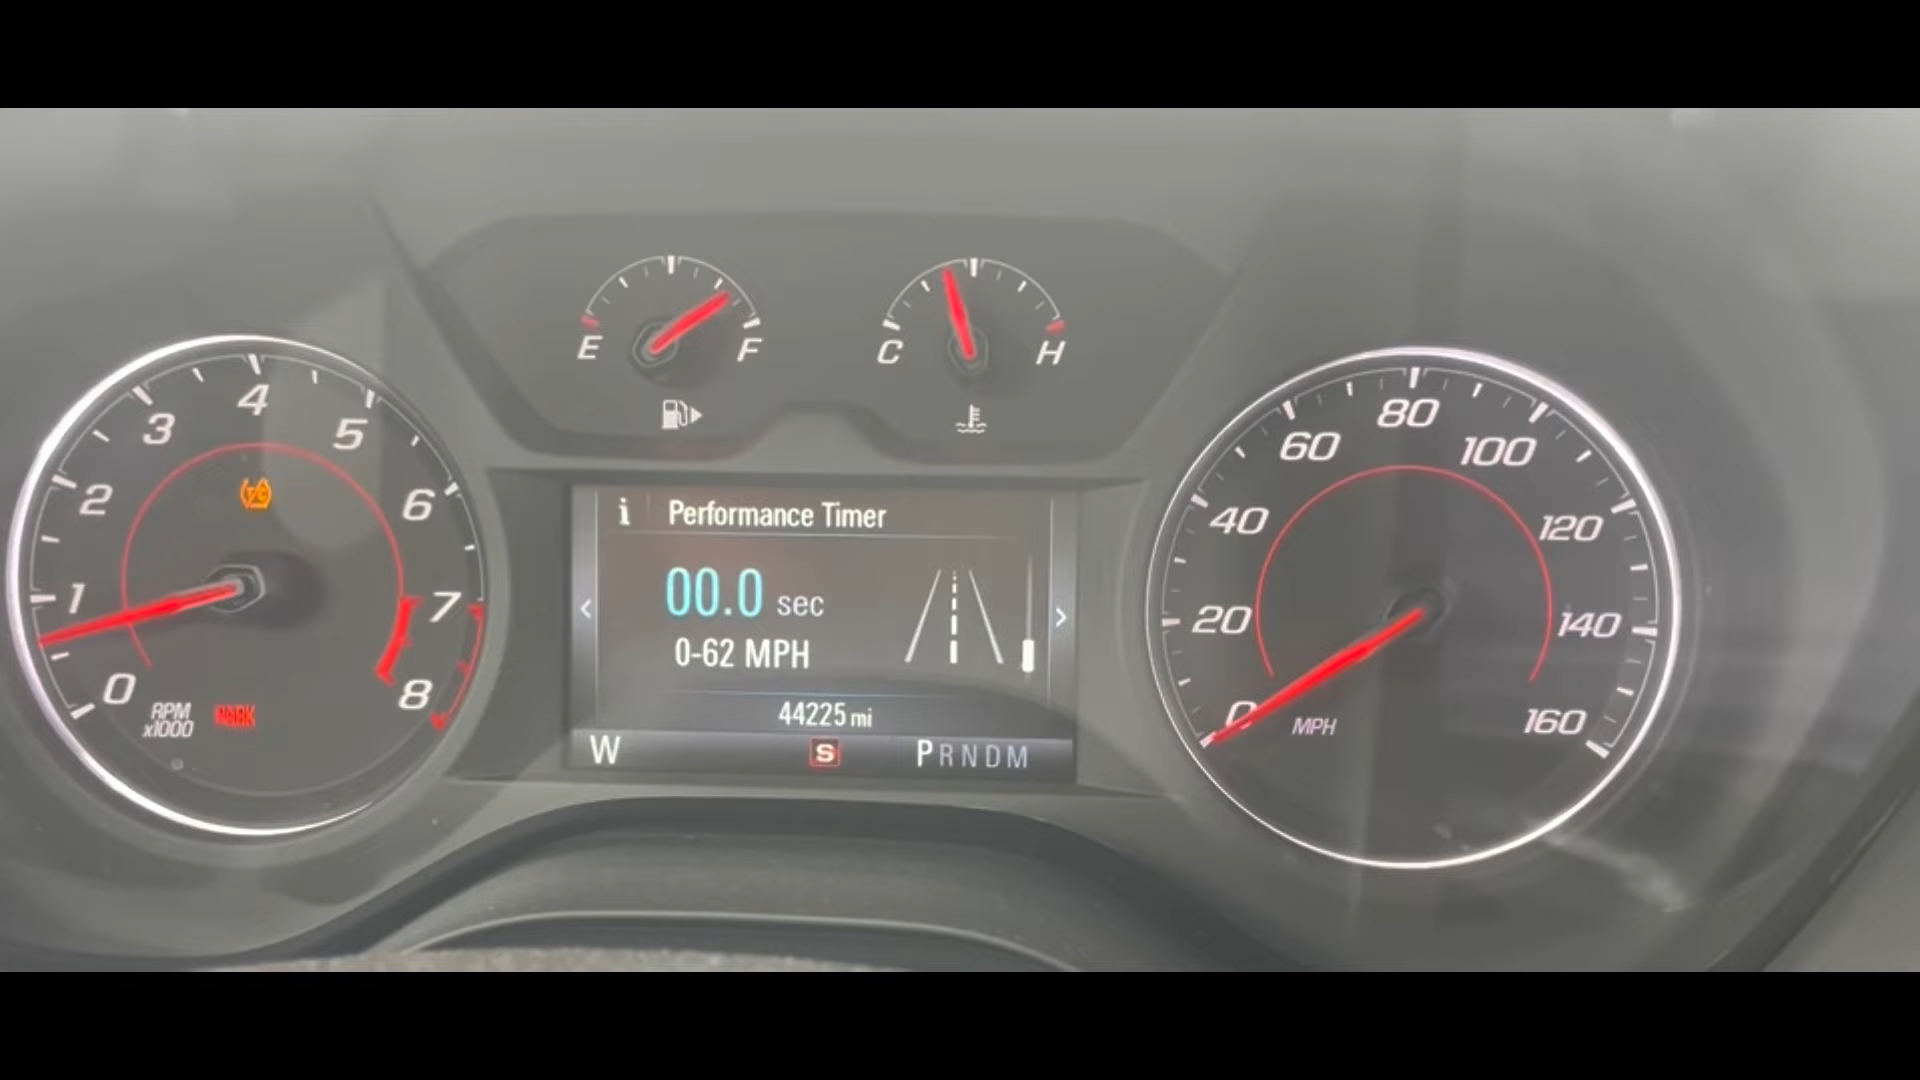 E F
C H
0 1 2 3 4 5 6 7 8
T/C
RPM
x1000
PARK
i Performance Timer
< 00.0 sec >
0-62 MPH
44225 mi
W S PRNDM
0 20 40 60 80 100 120 140 160
MPH